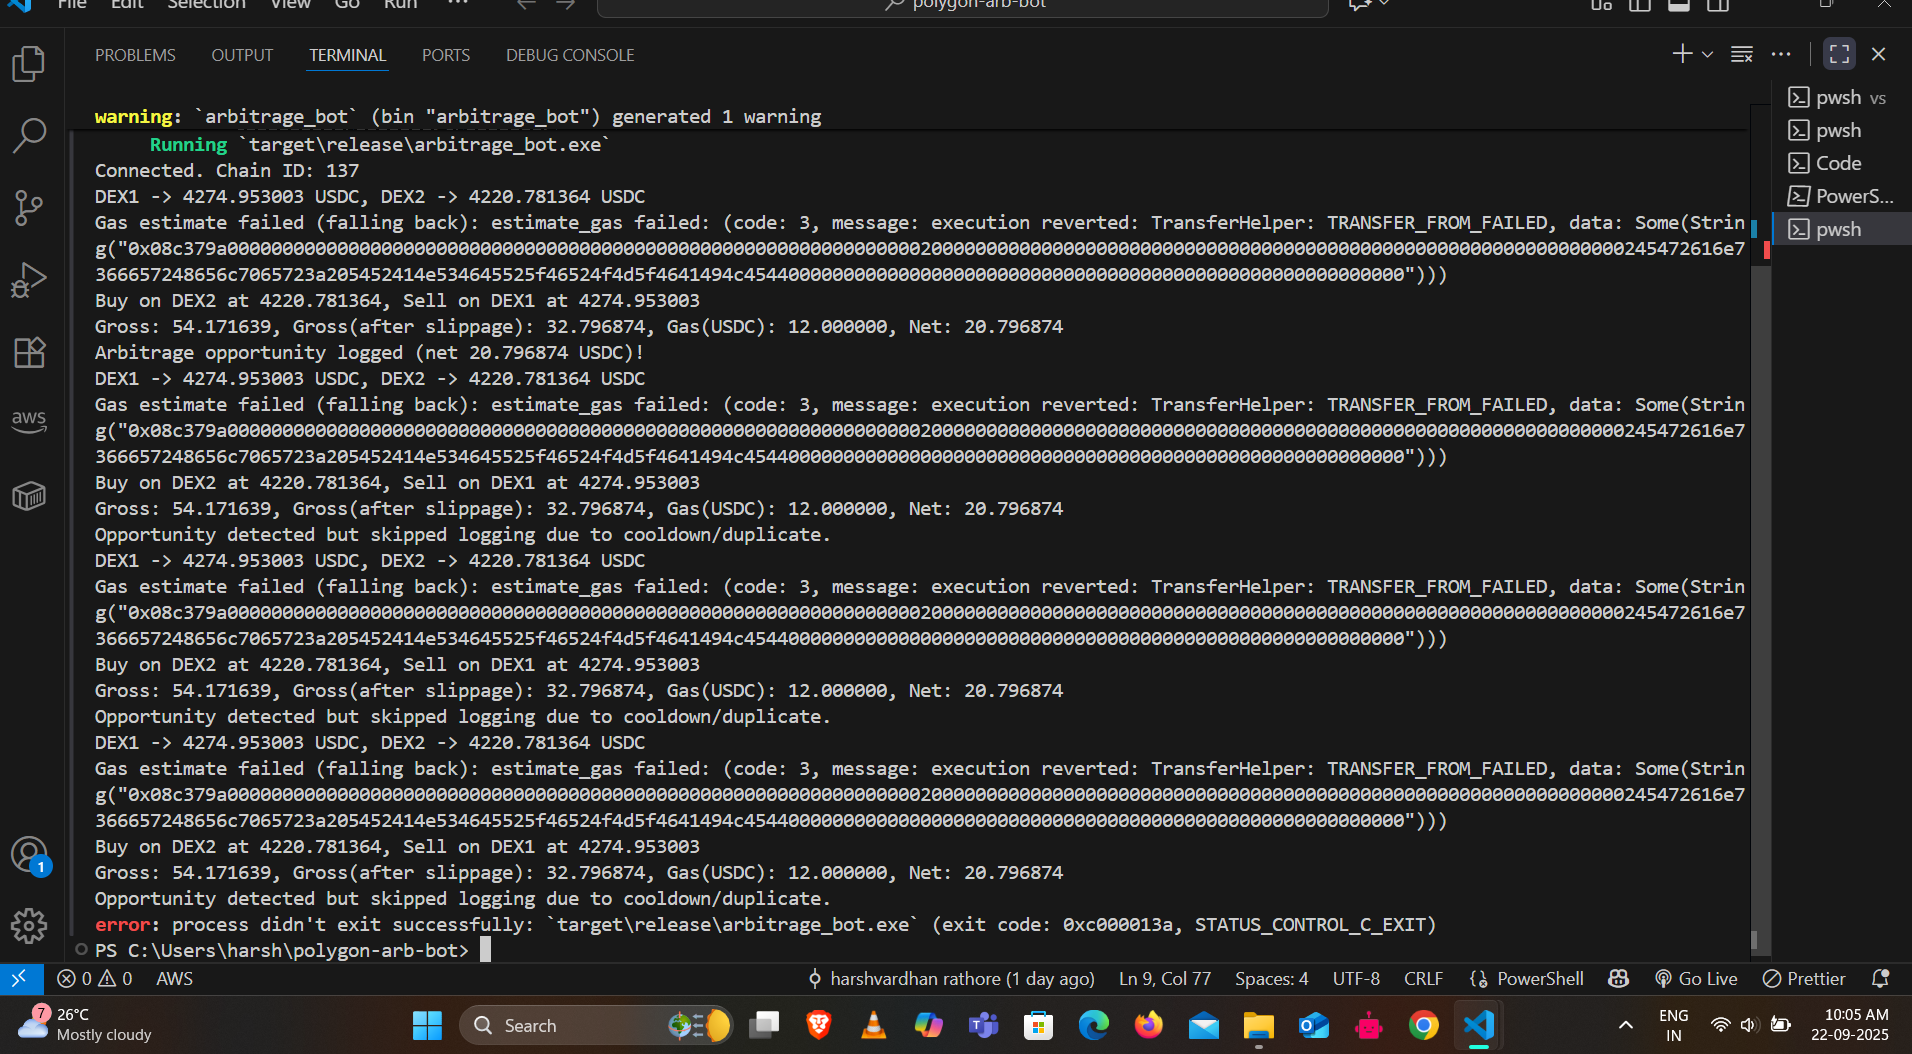 File Edit Selection View Go Run ···
polygon-arb-bot
PROBLEMS OUTPUT TERMINAL PORTS DEBUG CONSOLE
pwsh vs
pwsh
Code
PowerS...
pwsh
warning: `arbitrage_bot` (bin "arbitrage_bot") generated 1 warning
Running `target\release\arbitrage_bot.exe`
Connected. Chain ID: 137
DEX1 -> 4274.953003 USDC, DEX2 -> 4220.781364 USDC
Gas estimate failed (falling back): estimate_gas failed: (code: 3, message: execution reverted: TransferHelper: TRANSFER_FROM_FAILED, data: Some(Strin
Buy on DEX2 at 4220.781364, Sell on DEX1 at 4274.953003
Gross: 54.171639, Gross(after slippage): 32.796874, Gas(USDC): 12.000000, Net: 20.796874
Arbitrage opportunity logged (net 20.796874 USDC)!
DEX1 -> 4274.953003 USDC, DEX2 -> 4220.781364 USDC
Gas estimate failed (falling back): estimate_gas failed: (code: 3, message: execution reverted: TransferHelper: TRANSFER_FROM_FAILED, data: Some(Strin
Buy on DEX2 at 4220.781364, Sell on DEX1 at 4274.953003
Gross: 54.171639, Gross(after slippage): 32.796874, Gas(USDC): 12.000000, Net: 20.796874
Opportunity detected but skipped logging due to cooldown/duplicate.
DEX1 -> 4274.953003 USDC, DEX2 -> 4220.781364 USDC
Gas estimate failed (falling back): estimate_gas failed: (code: 3, message: execution reverted: TransferHelper: TRANSFER_FROM_FAILED, data: Some(Strin
Buy on DEX2 at 4220.781364, Sell on DEX1 at 4274.953003
Gross: 54.171639, Gross(after slippage): 32.796874, Gas(USDC): 12.000000, Net: 20.796874
Opportunity detected but skipped logging due to cooldown/duplicate.
DEX1 -> 4274.953003 USDC, DEX2 -> 4220.781364 USDC
Gas estimate failed (falling back): estimate_gas failed: (code: 3, message: execution reverted: TransferHelper: TRANSFER_FROM_FAILED, data: Some(Strin
Buy on DEX2 at 4220.781364, Sell on DEX1 at 4274.953003
Gross: 54.171639, Gross(after slippage): 32.796874, Gas(USDC): 12.000000, Net: 20.796874
Opportunity detected but skipped logging due to cooldown/duplicate.
error: process didn't exit successfully: `target\release\arbitrage_bot.exe` (exit code: 0xc000013a, STATUS_CONTROL_C_EXIT)
PS C:\Users\harsh\polygon-arb-bot>
aws
1
0 0 AWS harshvardhan rathore (1 day ago) Ln 9, Col 77 Spaces: 4 UTF-8 CRLF PowerShell Go Live Prettier
7 26°C
Mostly cloudy
Search
ENG
IN
10:05 AM
22-09-2025